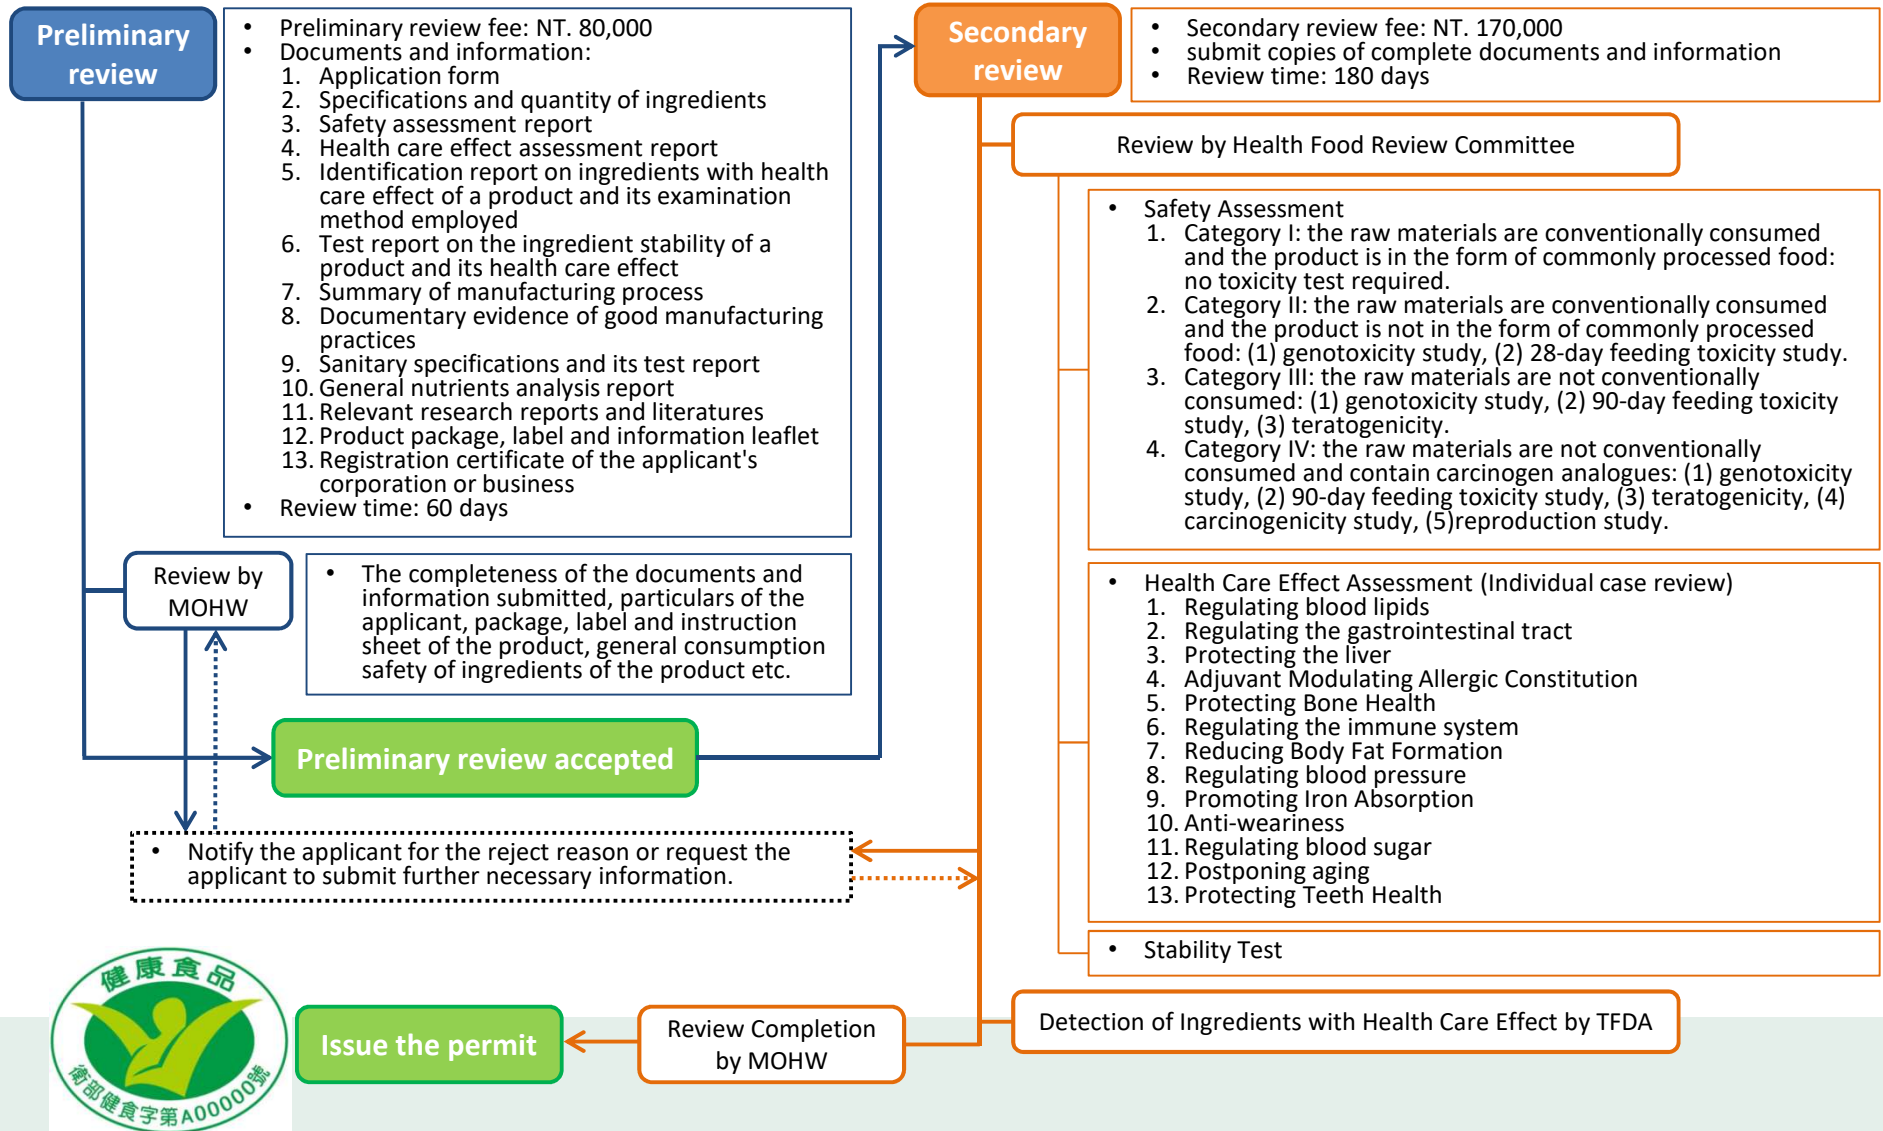 Preliminary
review
• Preliminary review fee: NT. 80,000
• Documents and information:
1. Application form
2. Specifications and quantity of ingredients
3. Safety assessment report
4. Health care effect assessment report
5. Identification report on ingredients with health
care effect of a product and its examination
method employed
6. Test report on the ingredient stability of a
product and its health care effect
7. Summary of manufacturing process
8. Documentary evidence of good manufacturing
practices
9. Sanitary specifications and its test report
10. General nutrients analysis report
11. Relevant research reports and literatures
12. Product package, label and information leaflet
13. Registration certificate of the applicant's
corporation or business
• Review time: 60 days
Review by
MOHW
• The completeness of the documents and
information submitted, particulars of the
applicant, package, label and instruction
sheet of the product, general consumption
safety of ingredients of the product etc.
Preliminary review accepted
• Notify the applicant for the reject reason or request the
applicant to submit further necessary information.
Secondary
review
• Secondary review fee: NT. 170,000
• submit copies of complete documents and information
• Review time: 180 days
Review by Health Food Review Committee
• Safety Assessment
1. Category I: the raw materials are conventionally consumed
and the product is in the form of commonly processed food:
no toxicity test required.
2. Category II: the raw materials are conventionally consumed
and the product is not in the form of commonly processed
food: (1) genotoxicity study, (2) 28-day feeding toxicity study.
3. Category III: the raw materials are not conventionally
consumed: (1) genotoxicity study, (2) 90-day feeding toxicity
study, (3) teratogenicity.
4. Category IV: the raw materials are not conventionally
consumed and contain carcinogen analogues: (1) genotoxicity
study, (2) 90-day feeding toxicity study, (3) teratogenicity, (4)
carcinogenicity study, (5)reproduction study.
• Health Care Effect Assessment (Individual case review)
1. Regulating blood lipids
2. Regulating the gastrointestinal tract
3. Protecting the liver
4. Adjuvant Modulating Allergic Constitution
5. Protecting Bone Health
6. Regulating the immune system
7. Reducing Body Fat Formation
8. Regulating blood pressure
9. Promoting Iron Absorption
10. Anti-weariness
11. Regulating blood sugar
12. Postponing aging
13. Protecting Teeth Health
• Stability Test
Detection of Ingredients with Health Care Effect by TFDA
Review Completion
by MOHW
Issue the permit
健康食品
衛部健食字第A00000號